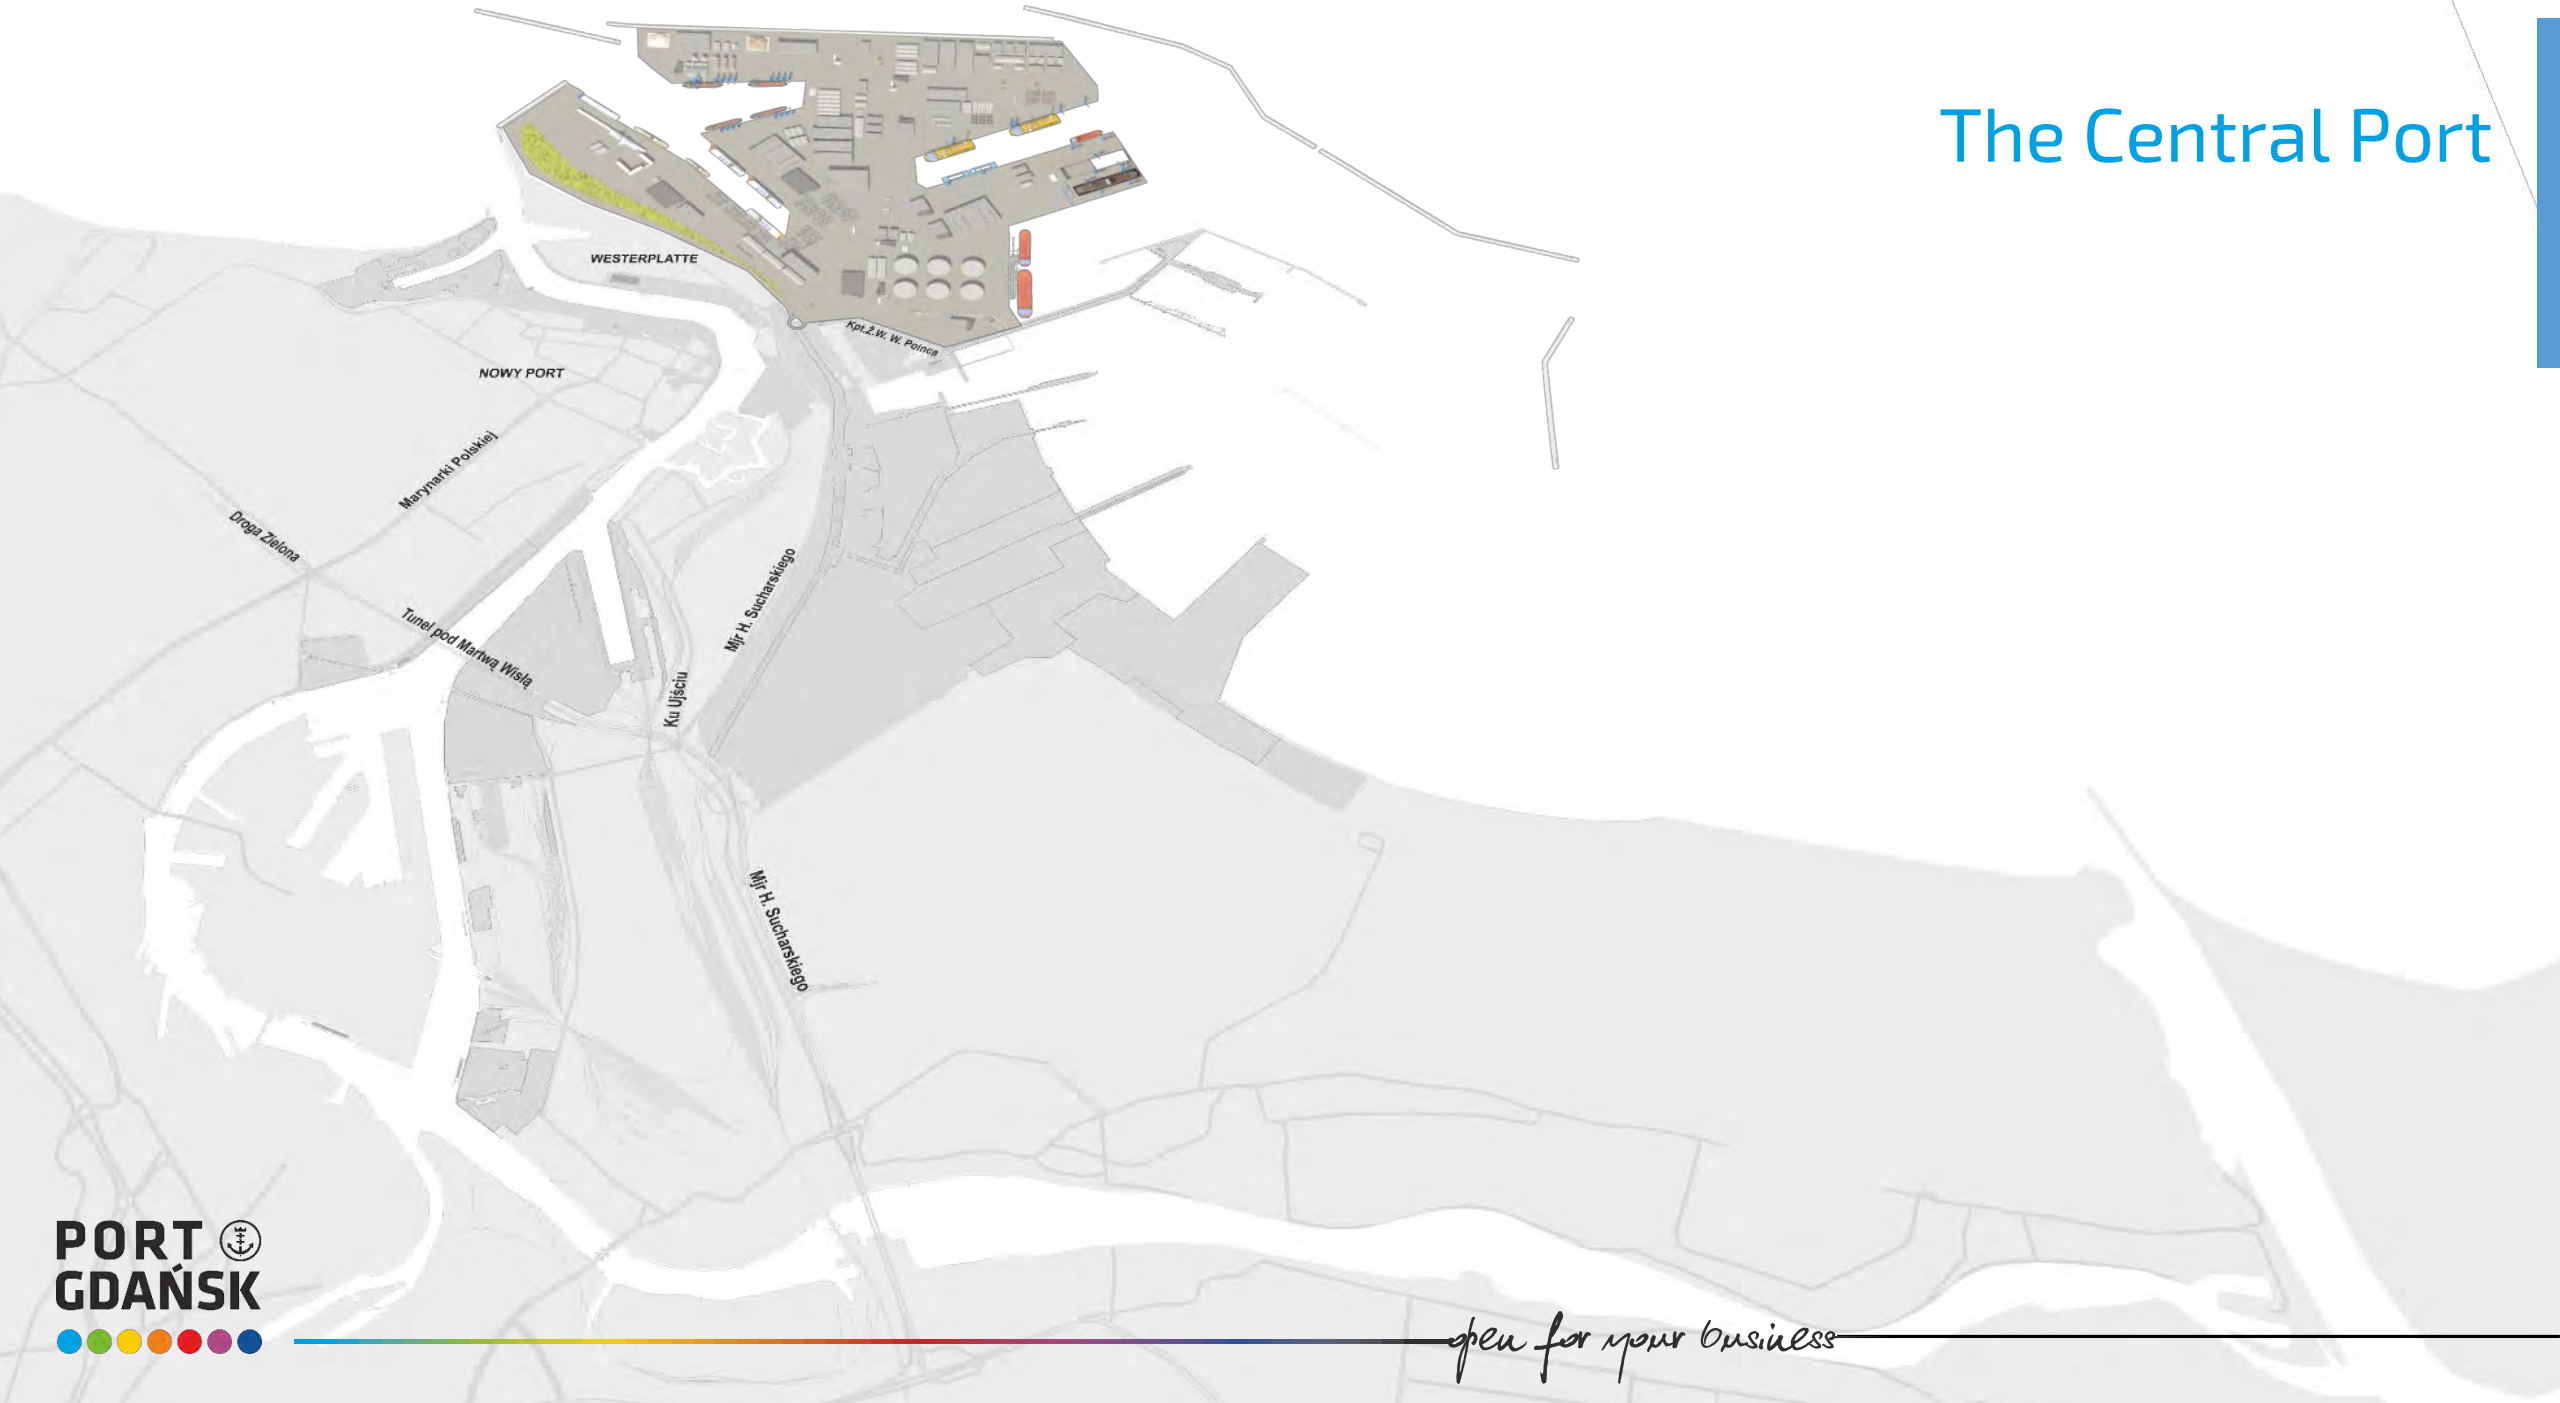 The Central Port
WESTERPLATTE
Kpt.Ż.W. W. Poinca
NOWY PORT
Marynarki Polskiej
Droga Zielona
Tunel pod Martwą Wisłą
Mjr H. Sucharskiego
Ku Ujściu
Mjr H. Sucharskiego
PORT
GDAŃSK
open for your business